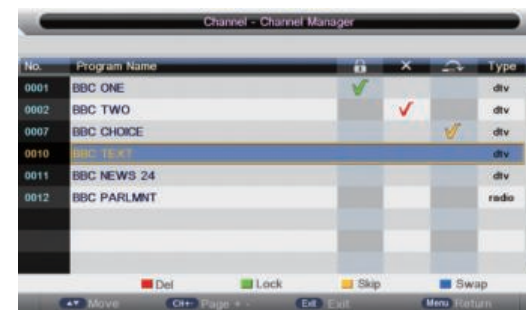 Channel - Channel Manager
No. Program Name Type
0001 BBC ONE dtv
0002 BBC TWO dtv
0007 BBC CHOICE dtv
0010 BBC TEXT dtv
0011 BBC NEWS 24 dtv
0012 BBC PARLMNT radio
Del Lock Skip Swap
▲▼ Move CH+- Page + - Exit Exit Menu Return